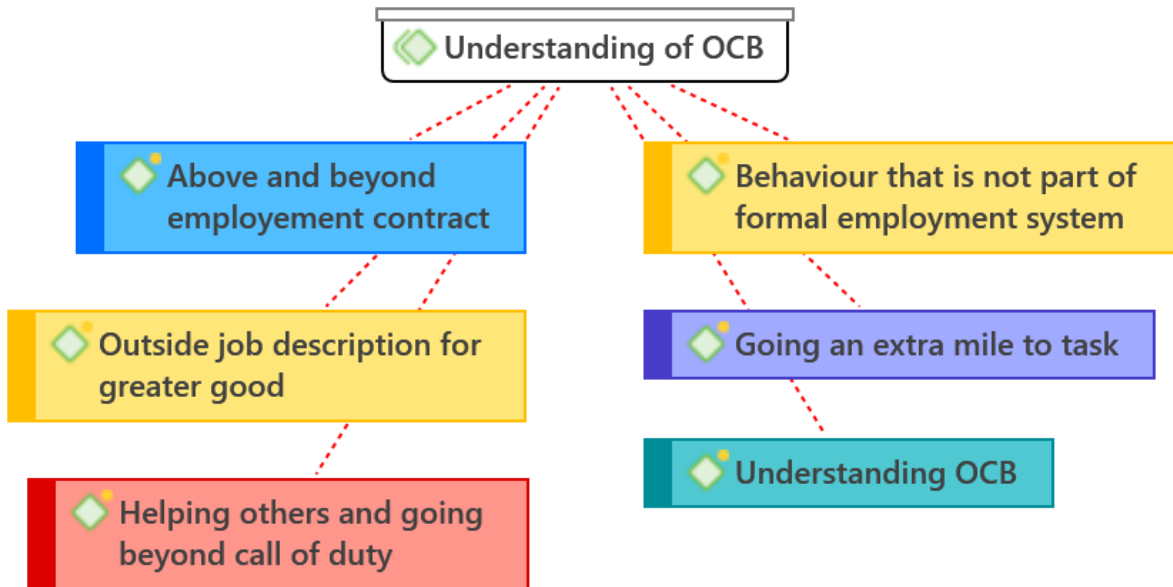 Understanding of OCB
Above and beyond
employement contract
Behaviour that is not part of
formal employment system
Outside job description for
greater good
Going an extra mile to task
Understanding OCB
Helping others and going
beyond call of duty